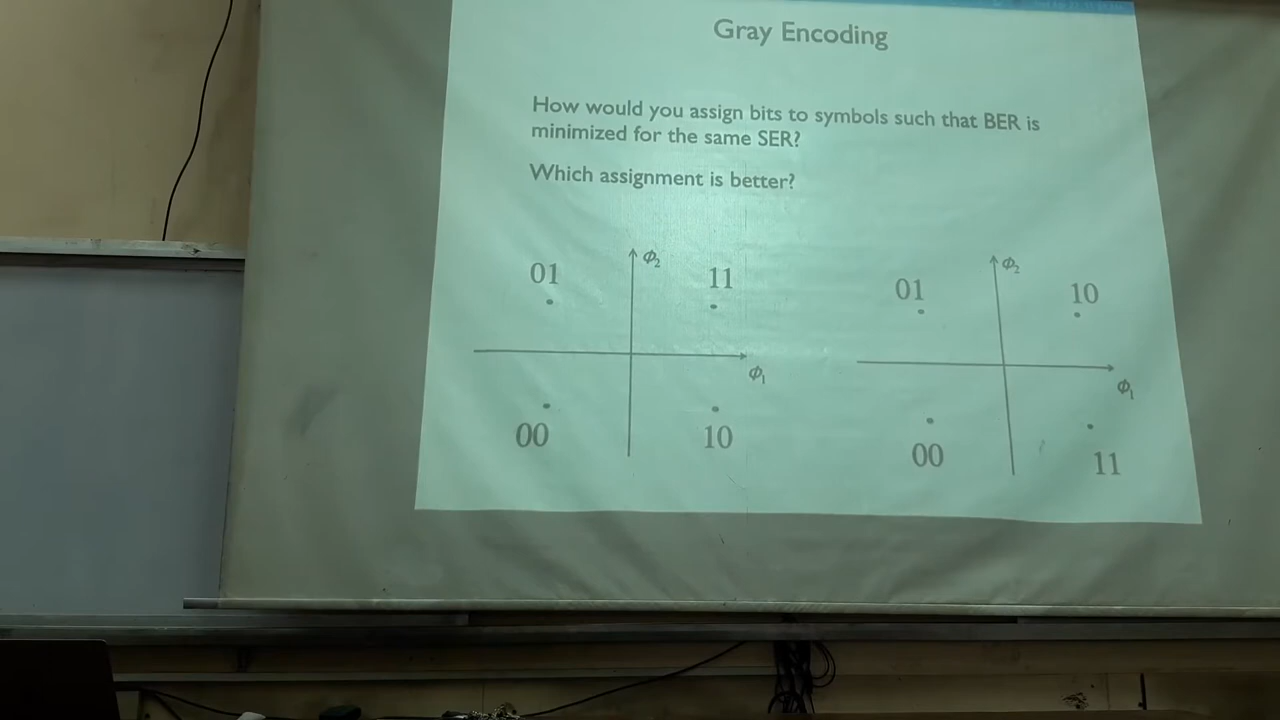 Gray Encoding
How would you assign bits to symbols such that BER is
minimized for the same SER?
Which assignment is better?
01 ϕ₂ 11
ϕ₁
00 10
01 ϕ₂ 10
ϕ₁
00 11